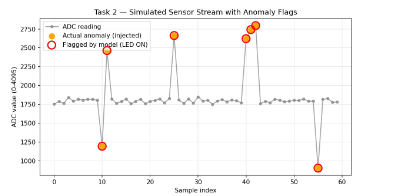 Task 2 — Simulated Sensor Stream with Anomaly Flags
ADC reading
Actual anomaly (injected)
Flagged by model (LED ON)
ADC value (0-4095)
2750
2500
2250
2000
1750
1500
1250
1000
0
10
20
30
40
50
60
Sample index